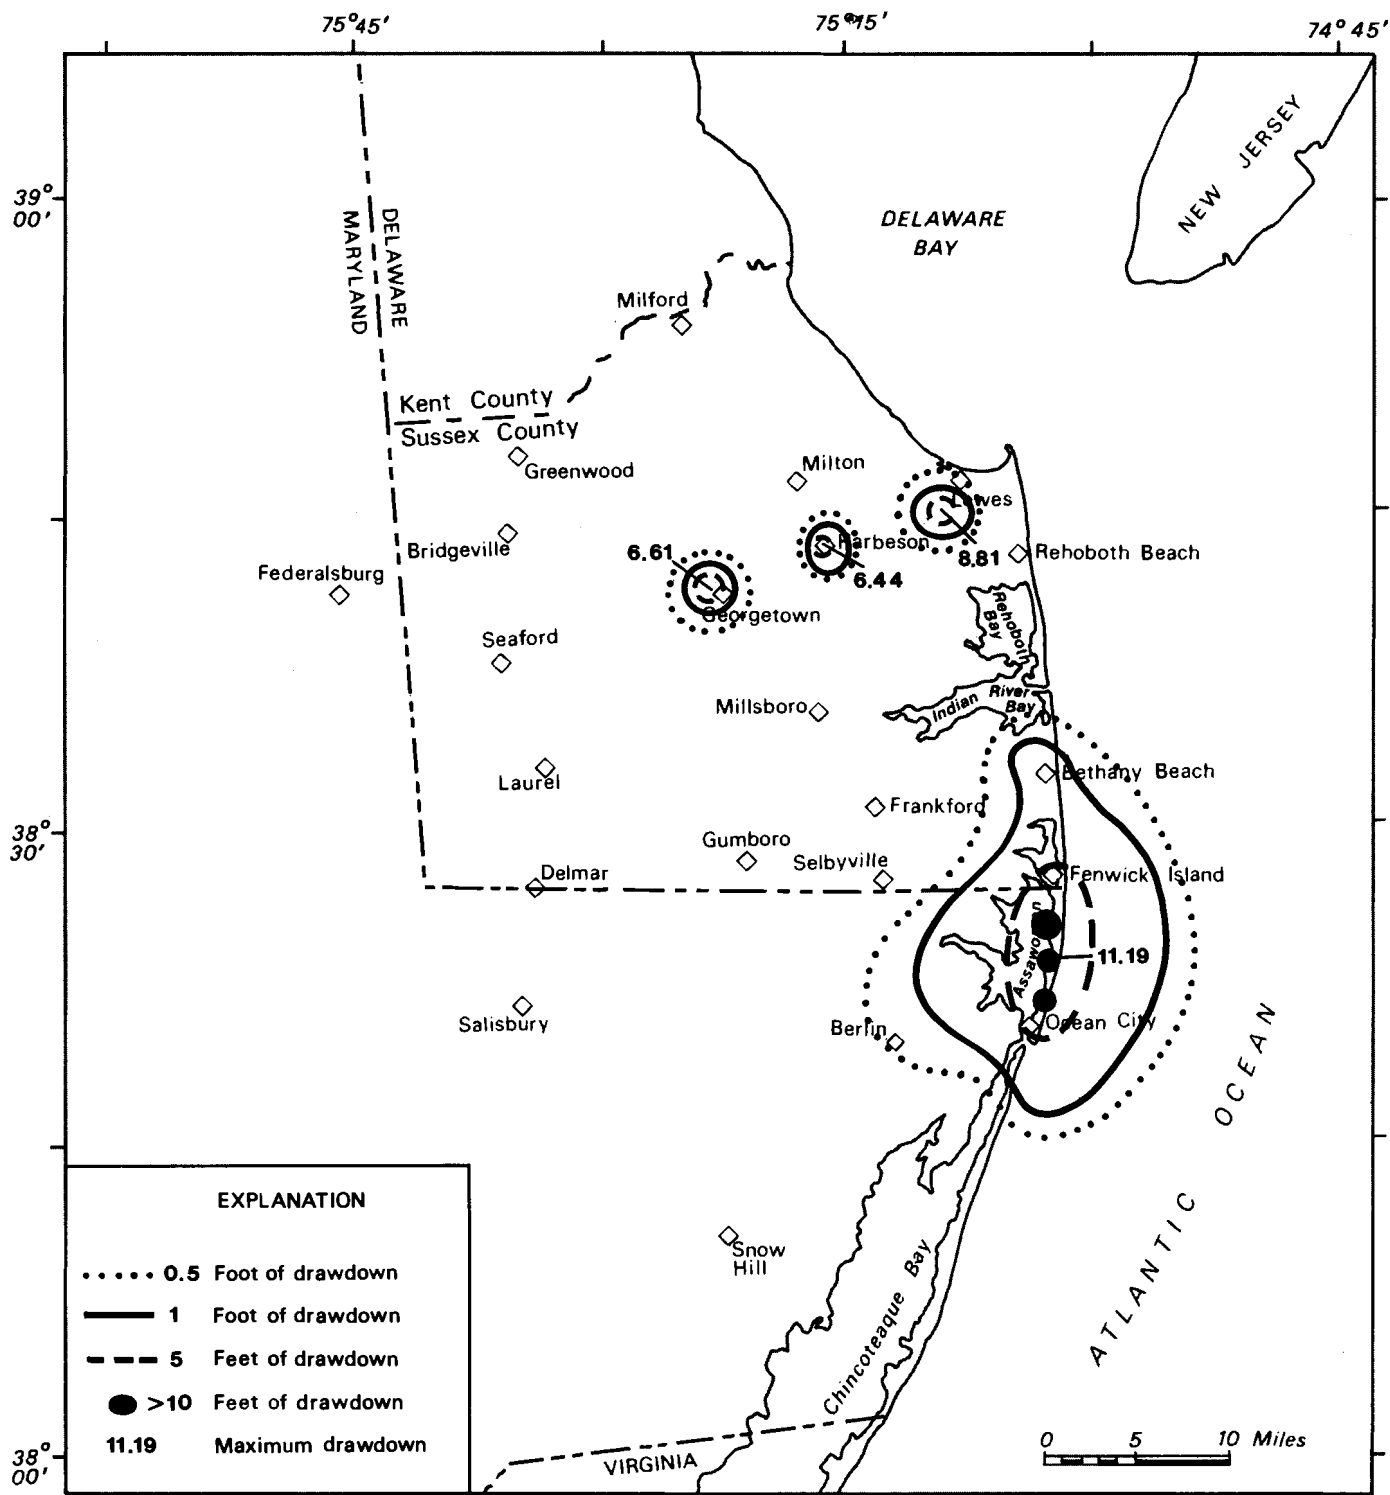 75°45'
75°15'
74°45'
39°
00'
DELAWARE
MARYLAND
DELAWARE
BAY
NEW JERSEY
Milford
Kent County
Sussex County
Greenwood
Milton
Lewes
Bridgeville
Harbeson
8.81
Rehoboth Beach
6.61
6.44
Federalsburg
Georgetown
Rehoboth
Bay
Seaford
Indian River
Bay
Millsboro
Laurel
Bethany Beach
Frankford
38°
30'
Gumboro
Selbyville
Delmar
Fenwick Island
Assawoman
11.19
Salisbury
Berlin
Ocean City
ATLANTIC OCEAN
Snow
Hill
Chincoteaque Bay
VIRGINIA
38°
00'
EXPLANATION
0.5 Foot of drawdown
1 Foot of drawdown
5 Feet of drawdown
>10 Feet of drawdown
11.19 Maximum drawdown
0 5 10 Miles